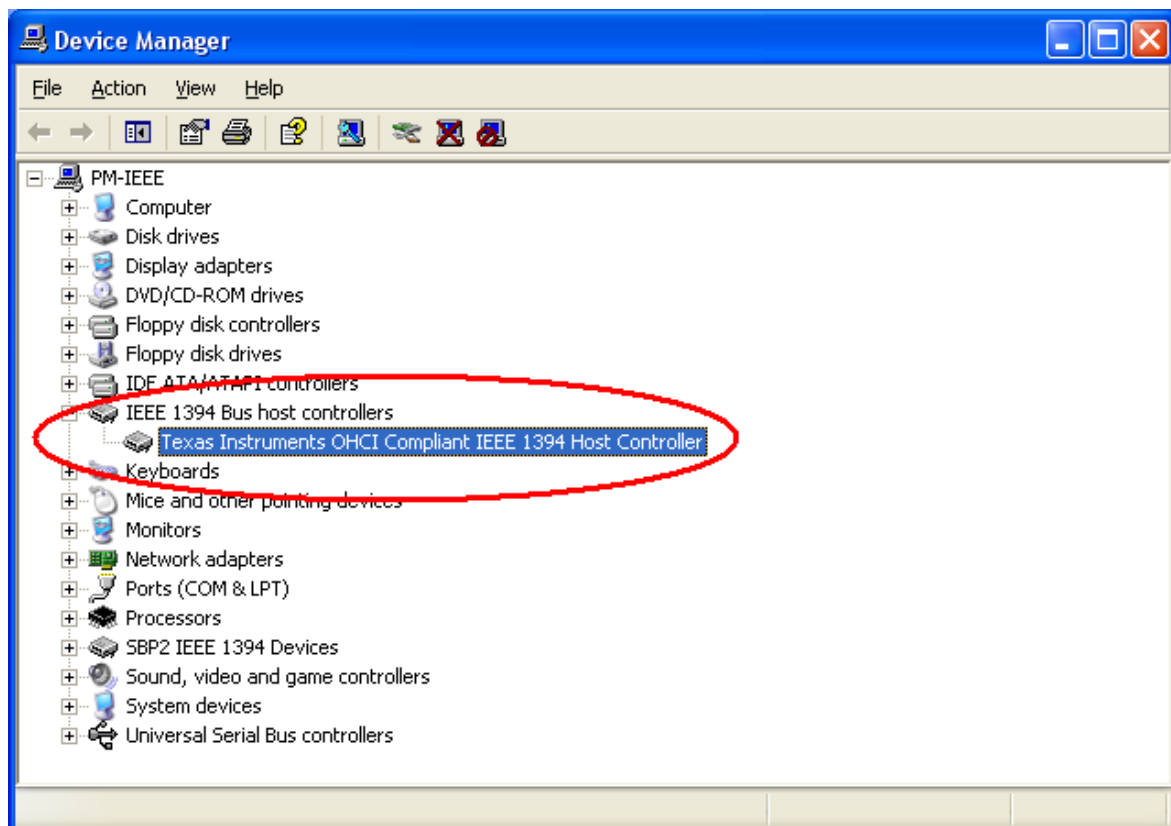 Device Manager
File Action View Help
PM-IEEE
Computer
Disk drives
Display adapters
DVD/CD-ROM drives
Floppy disk controllers
Floppy disk drives
IDE ATA/ATAPI controllers
IEEE 1394 Bus host controllers
Texas Instruments OHCI Compliant IEEE 1394 Host Controller
Keyboards
Mice and other pointing devices
Monitors
Network adapters
Ports (COM & LPT)
Processors
SBP2 IEEE 1394 Devices
Sound, video and game controllers
System devices
Universal Serial Bus controllers